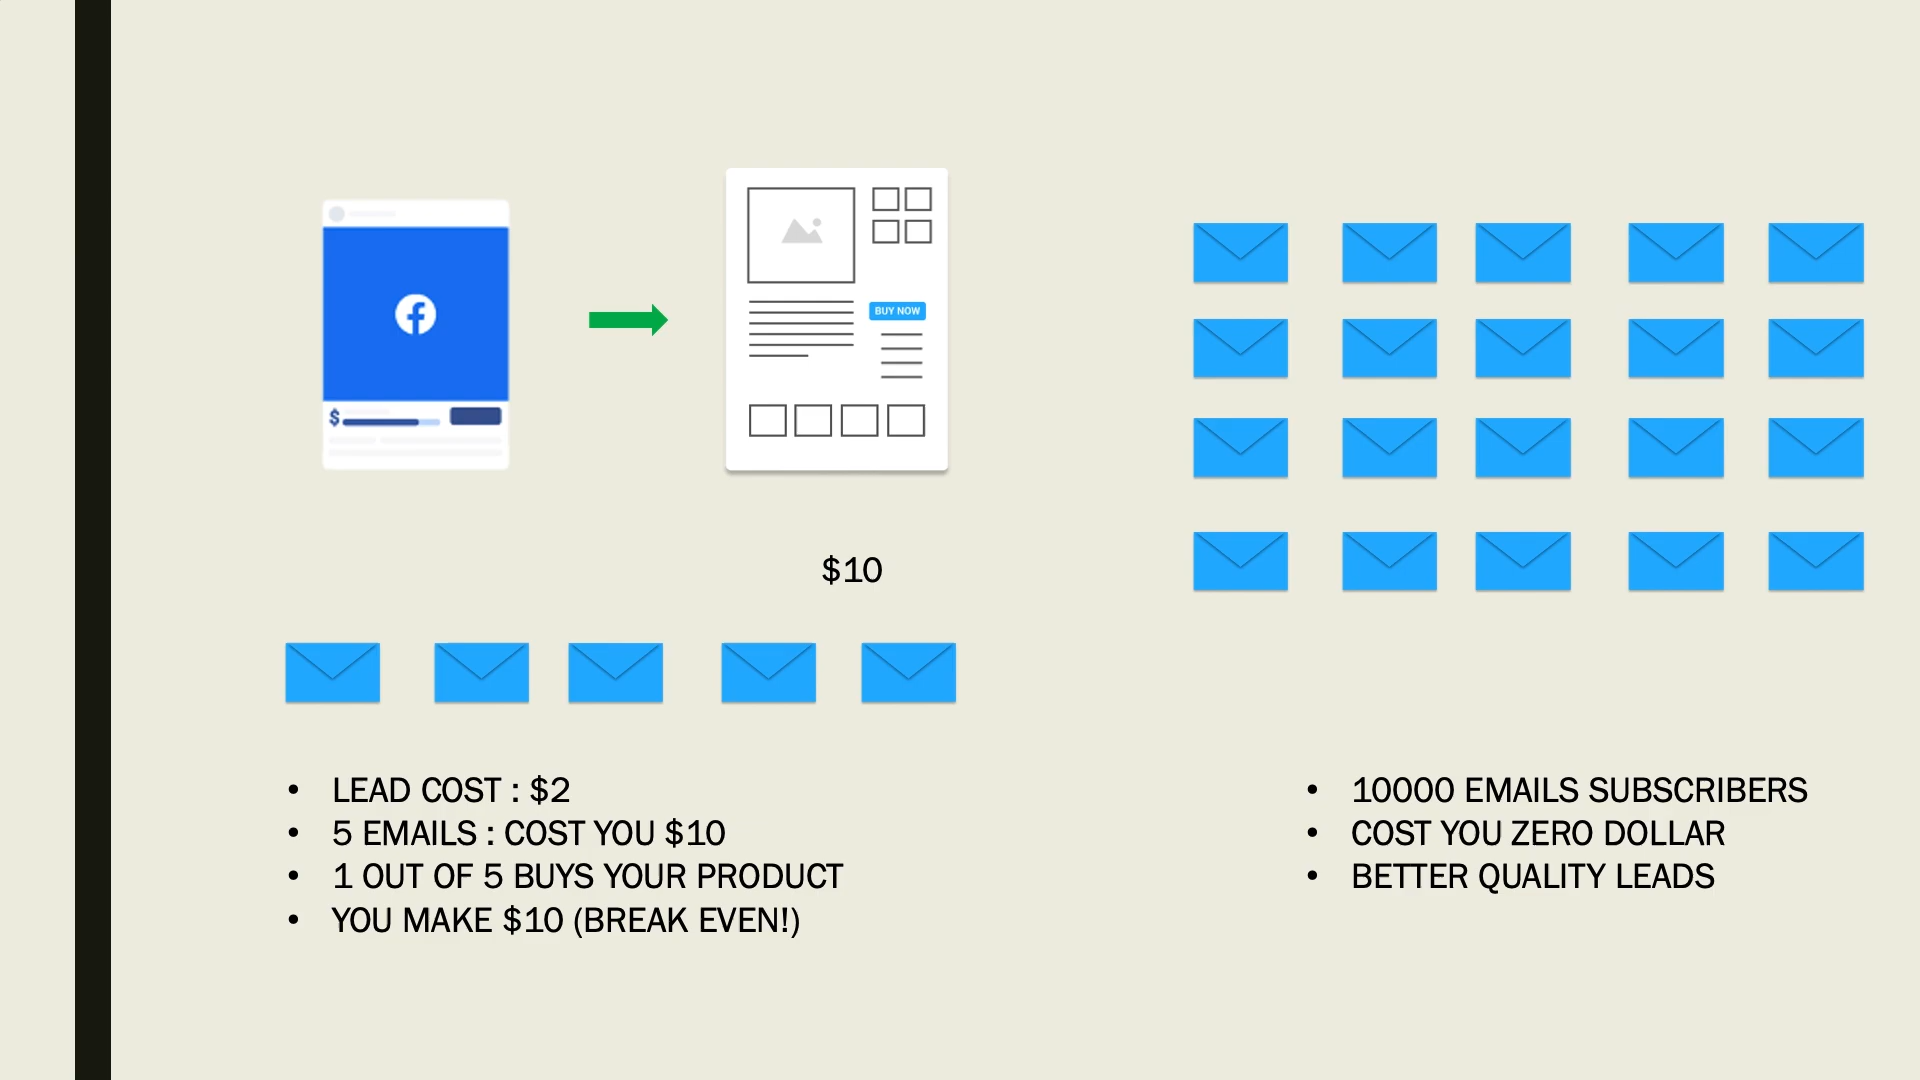 BUY NOW
$
$10
• LEAD COST : $2
• 5 EMAILS : COST YOU $10
• 1 OUT OF 5 BUYS YOUR PRODUCT
• YOU MAKE $10 (BREAK EVEN!)
• 10000 EMAILS SUBSCRIBERS
• COST YOU ZERO DOLLAR
• BETTER QUALITY LEADS